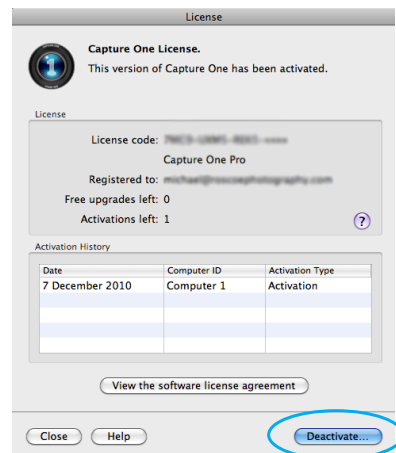 License
Capture One License.
This version of Capture One has been activated.
License
License code:
Capture One Pro
Registered to:
Free upgrades left: 0
Activations left: 1
?
Activation History
Date Computer ID Activation Type
7 December 2010 Computer 1 Activation
View the software license agreement
Close Help Deactivate...